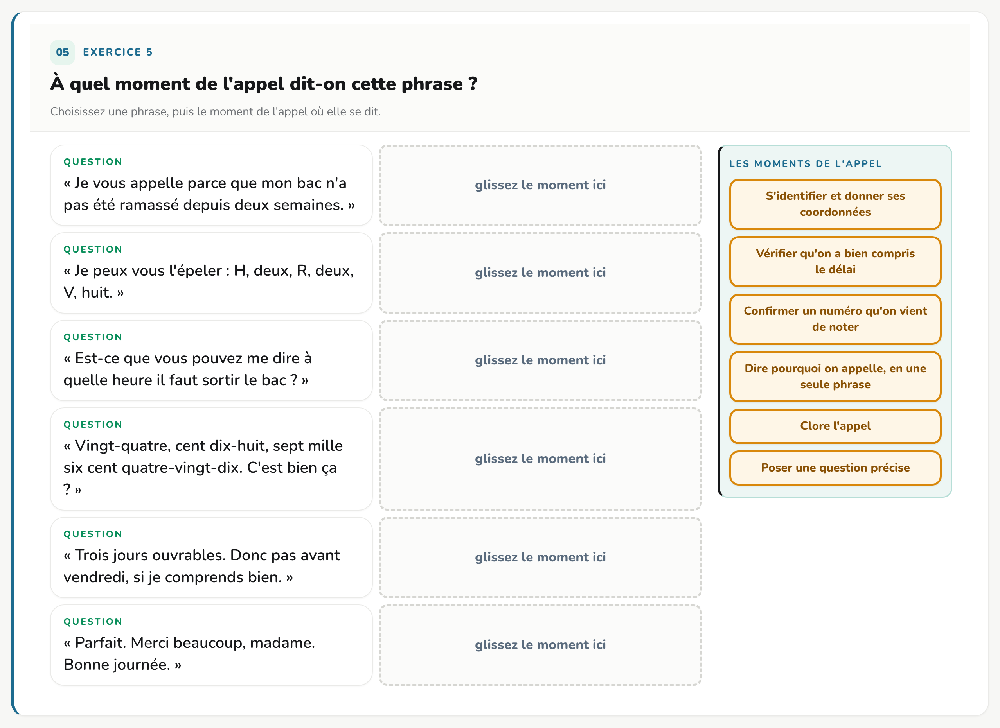 05 EXERCICE 5
À quel moment de l'appel dit-on cette phrase ?
Choisissez une phrase, puis le moment de l'appel où elle se dit.
QUESTION
« Je vous appelle parce que mon bac n'a
pas été ramassé depuis deux semaines. »
glissez le moment ici
QUESTION
« Je peux vous l'épeler : H, deux, R, deux,
V, huit. »
glissez le moment ici
QUESTION
« Est-ce que vous pouvez me dire à
quelle heure il faut sortir le bac ? »
glissez le moment ici
QUESTION
« Vingt-quatre, cent dix-huit, sept mille
six cent quatre-vingt-dix. C'est bien ça
? »
glissez le moment ici
QUESTION
« Trois jours ouvrables. Donc pas avant
vendredi, si je comprends bien. »
glissez le moment ici
QUESTION
« Parfait. Merci beaucoup, madame.
Bonne journée. »
glissez le moment ici
LES MOMENTS DE L'APPEL
S'identifier et donner ses
coordonnées
Vérifier qu'on a bien compris
le délai
Confirmer un numéro qu'on vient
de noter
Dire pourquoi on appelle, en une
seule phrase
Clore l'appel
Poser une question précise